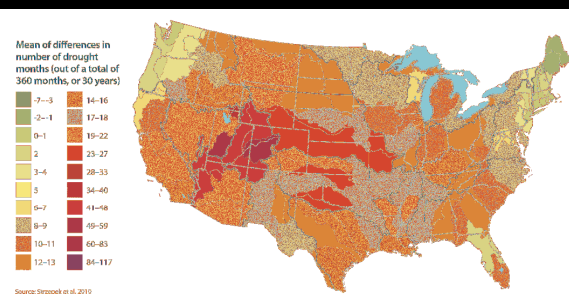 Mean of differences in
number of drought
months (out of a total of
360 months, or 30 years)
-7--3 14-16
-2--1 17-18
0-1 19-22
2 23-27
3-4 28-33
5 34-40
6-7 41-48
8-9 49-59
10-11 60-83
12-13 84-117
Source: Strzepek et al. 2010